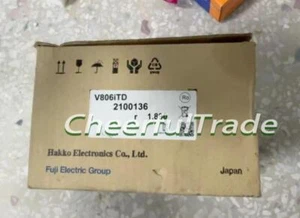 V806iTD
2100136
CheerfulTrade
Hakko Electronics Co., Ltd.
Fuji Electric Group
Japan